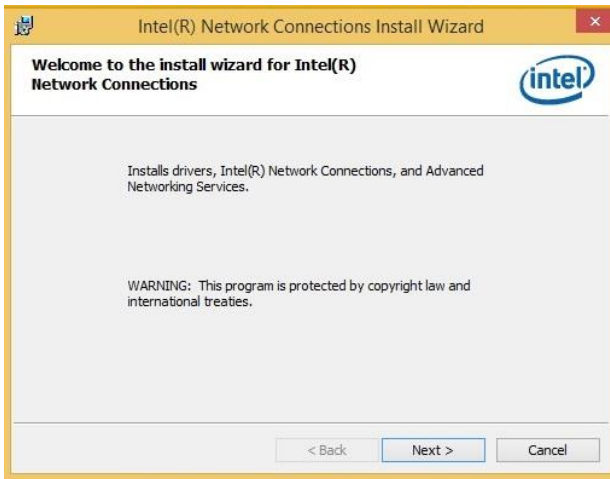 Intel(R) Network Connections Install Wizard
Welcome to the install wizard for Intel(R)
Network Connections
intel
Installs drivers, Intel(R) Network Connections, and Advanced
Networking Services.
WARNING: This program is protected by copyright law and
international treaties.
< Back
Next >
Cancel